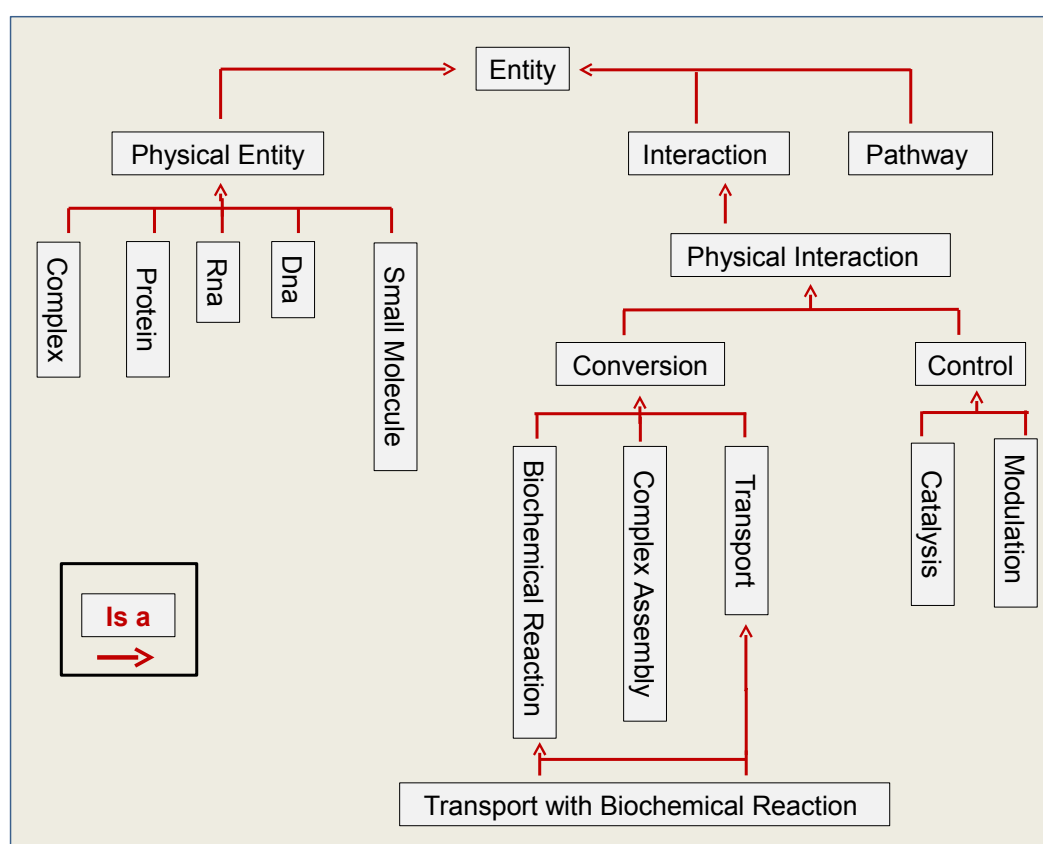 Entity
Physical Entity
Interaction
Pathway
Complex
Protein
Rna
Dna
Small Molecule
Physical Interaction
Conversion
Control
Biochemical Reaction
Complex Assembly
Transport
Catalysis
Modulation
Is a
Transport with Biochemical Reaction